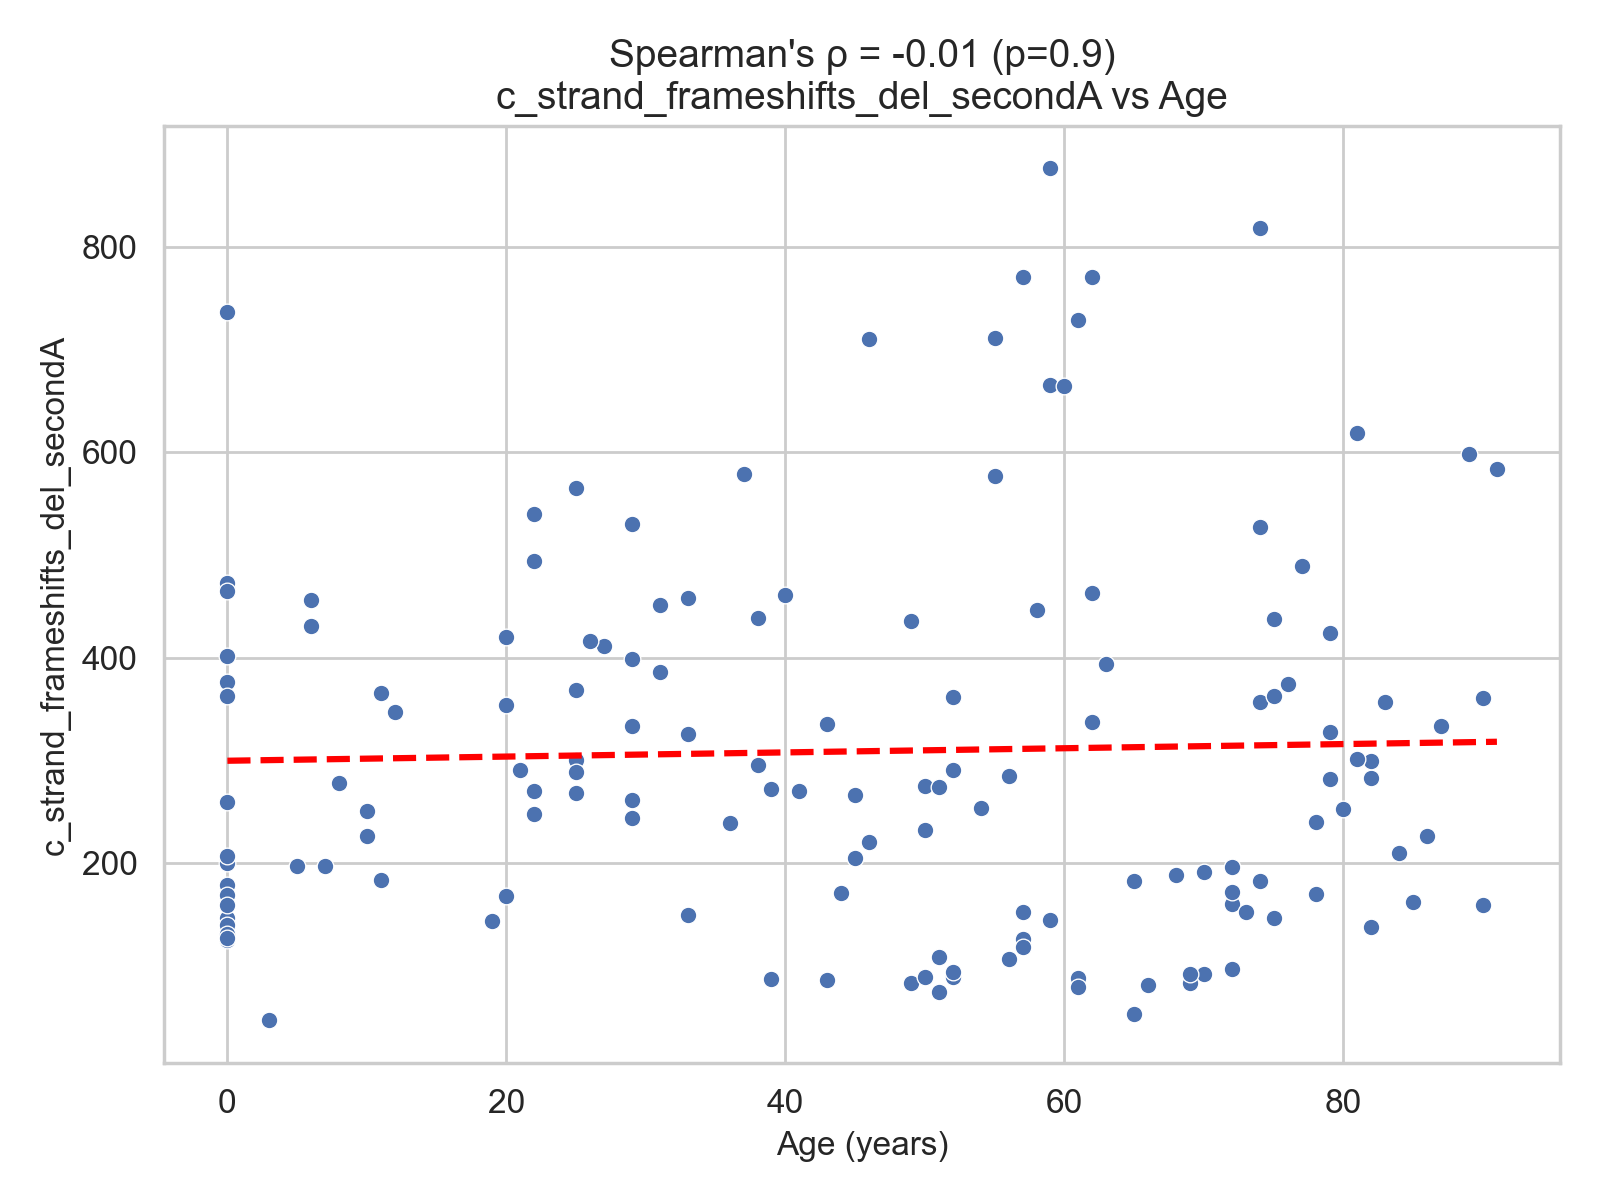 Spearman's ρ = -0.01 (p=0.9)
c_strand_frameshifts_del_secondA vs Age
c_strand_frameshifts_del_secondA
800
600
400
200
0
20
40
60
80
Age (years)